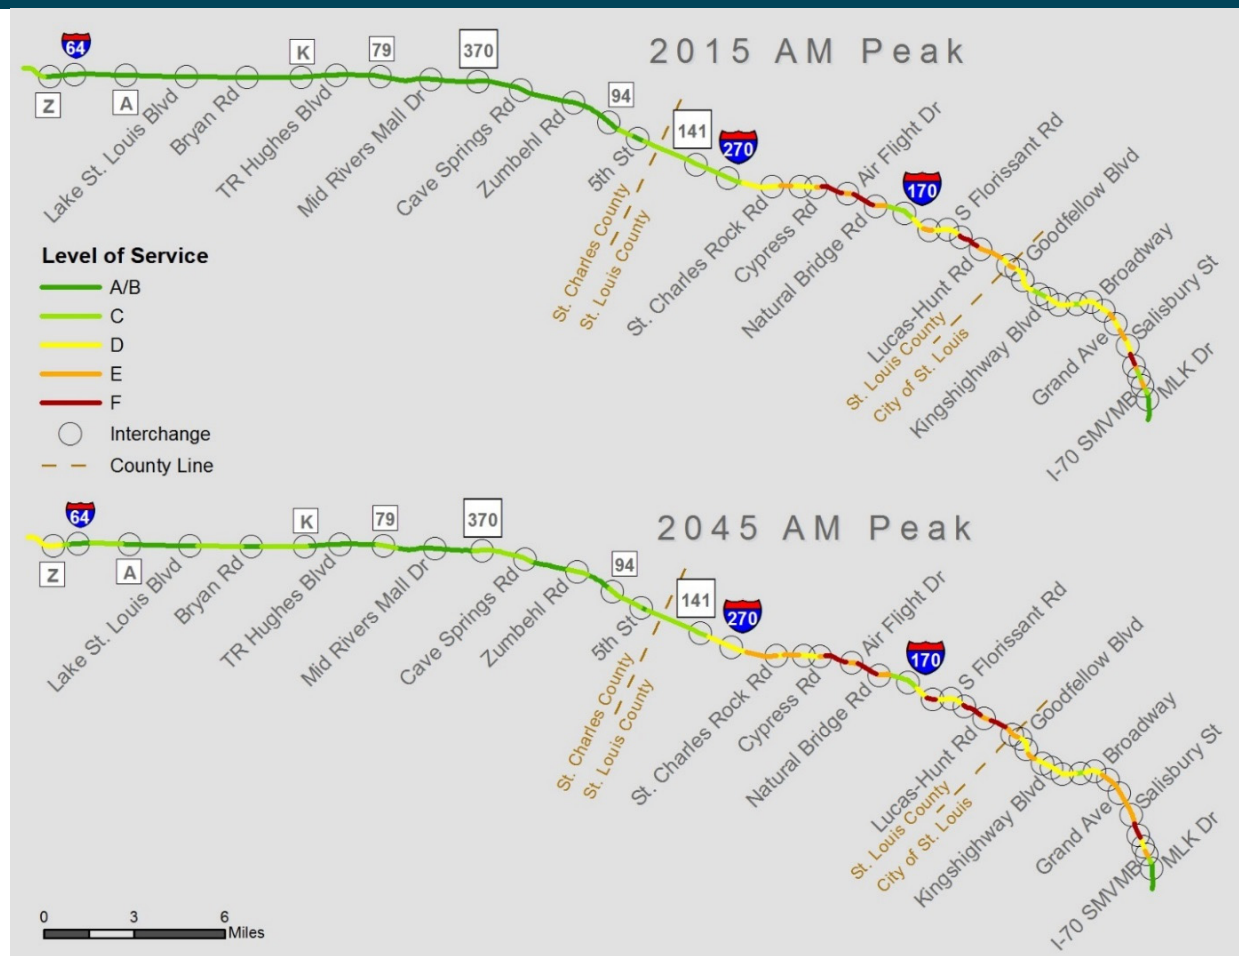 2015 AM Peak
64
K
79
370
Z
A
Lake St. Louis Blvd
Bryan Rd
TR Hughes Blvd
Mid Rivers Mall Dr
Cave Springs Rd
Zumbehl Rd
94
5th St
141
270
St. Charles County
St. Louis County
St. Charles Rock Rd
Cypress Rd
Natural Bridge Rd
Air Flight Dr
170
S Florissant Rd
Lucas-Hunt Rd
St. Louis County
City of St. Louis
Goodfellow Blvd
Kingshighway Blvd
Broadway
Grand Ave
Salisbury St
I-70 SMVMB
MLK Dr
Level of Service
A/B
C
D
E
F
Interchange
County Line
2045 AM Peak
64
K
79
370
Z
A
Lake St. Louis Blvd
Bryan Rd
TR Hughes Blvd
Mid Rivers Mall Dr
Cave Springs Rd
Zumbehl Rd
94
5th St
141
270
St. Charles County
St. Louis County
St. Charles Rock Rd
Cypress Rd
Natural Bridge Rd
Air Flight Dr
170
S Florissant Rd
Lucas-Hunt Rd
St. Louis County
City of St. Louis
Goodfellow Blvd
Kingshighway Blvd
Broadway
Grand Ave
Salisbury St
I-70 SMVMB
MLK Dr
0 3 6
Miles